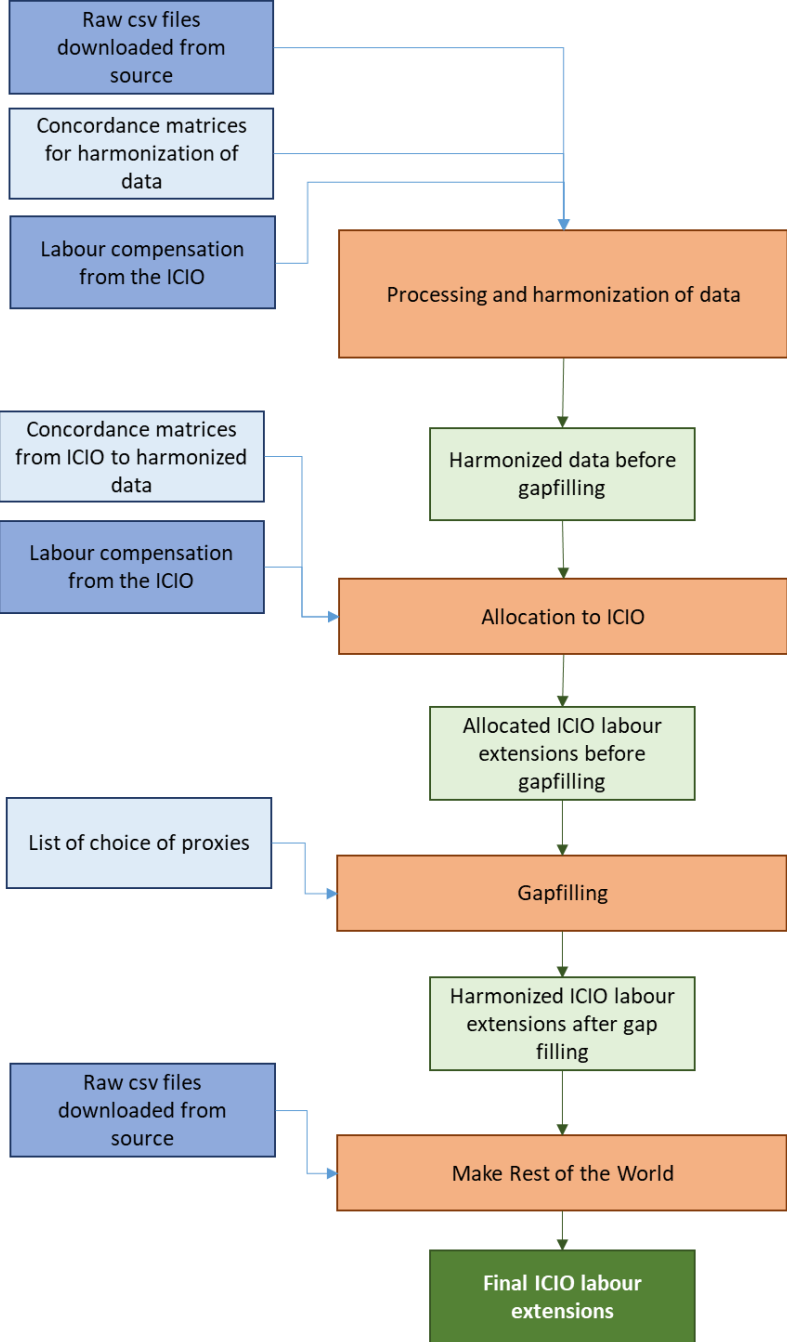 Raw csv files
downloaded from
source
Concordance matrices
for harmonization of
data
Labour compensation
from the ICIO
Processing and harmonization of data
Concordance matrices
from ICIO to harmonized
data
Harmonized data before
gapfilling
Labour compensation
from the ICIO
Allocation to ICIO
Allocated ICIO labour
extensions before
gapfilling
List of choice of proxies
Gapfilling
Harmonized ICIO labour
extensions after gap
filling
Raw csv files
downloaded from
source
Make Rest of the World
Final ICIO labour
extensions